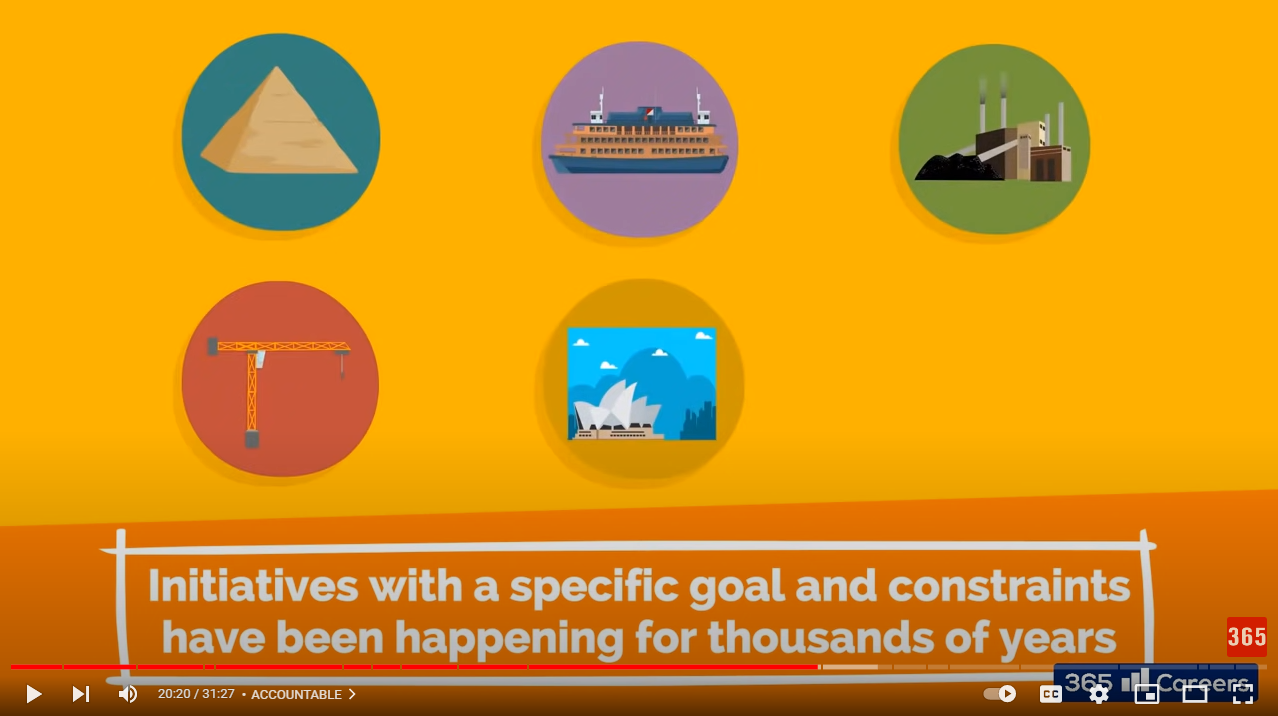 Initiatives with a specific goal and constraints
have been happening for thousands of years
365
20:20 / 31:27 • ACCOUNTABLE
CC
365 Careers